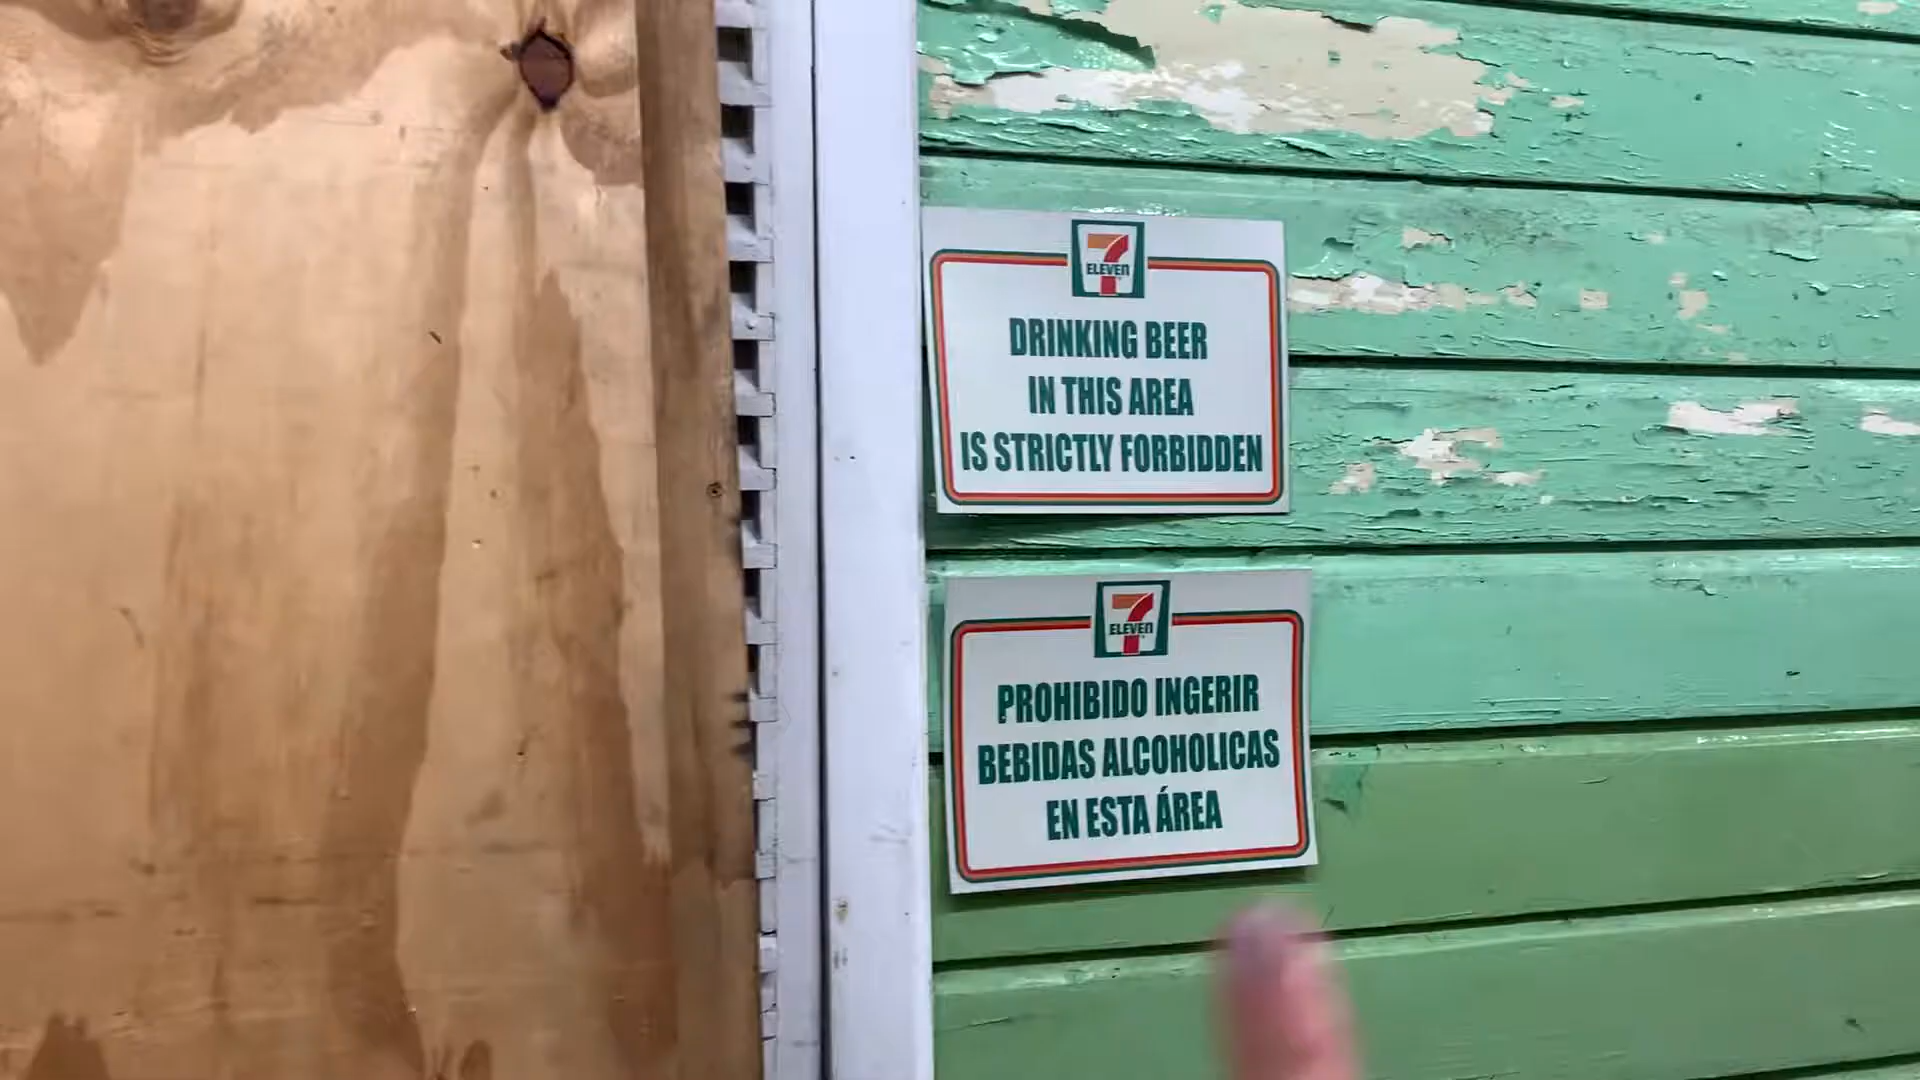 7
ELEVEN
DRINKING BEER
IN THIS AREA
IS STRICTLY FORBIDDEN
7
ELEVEN
PROHIBIDO INGERIR
BEBIDAS ALCOHOLICAS
EN ESTA ÁREA